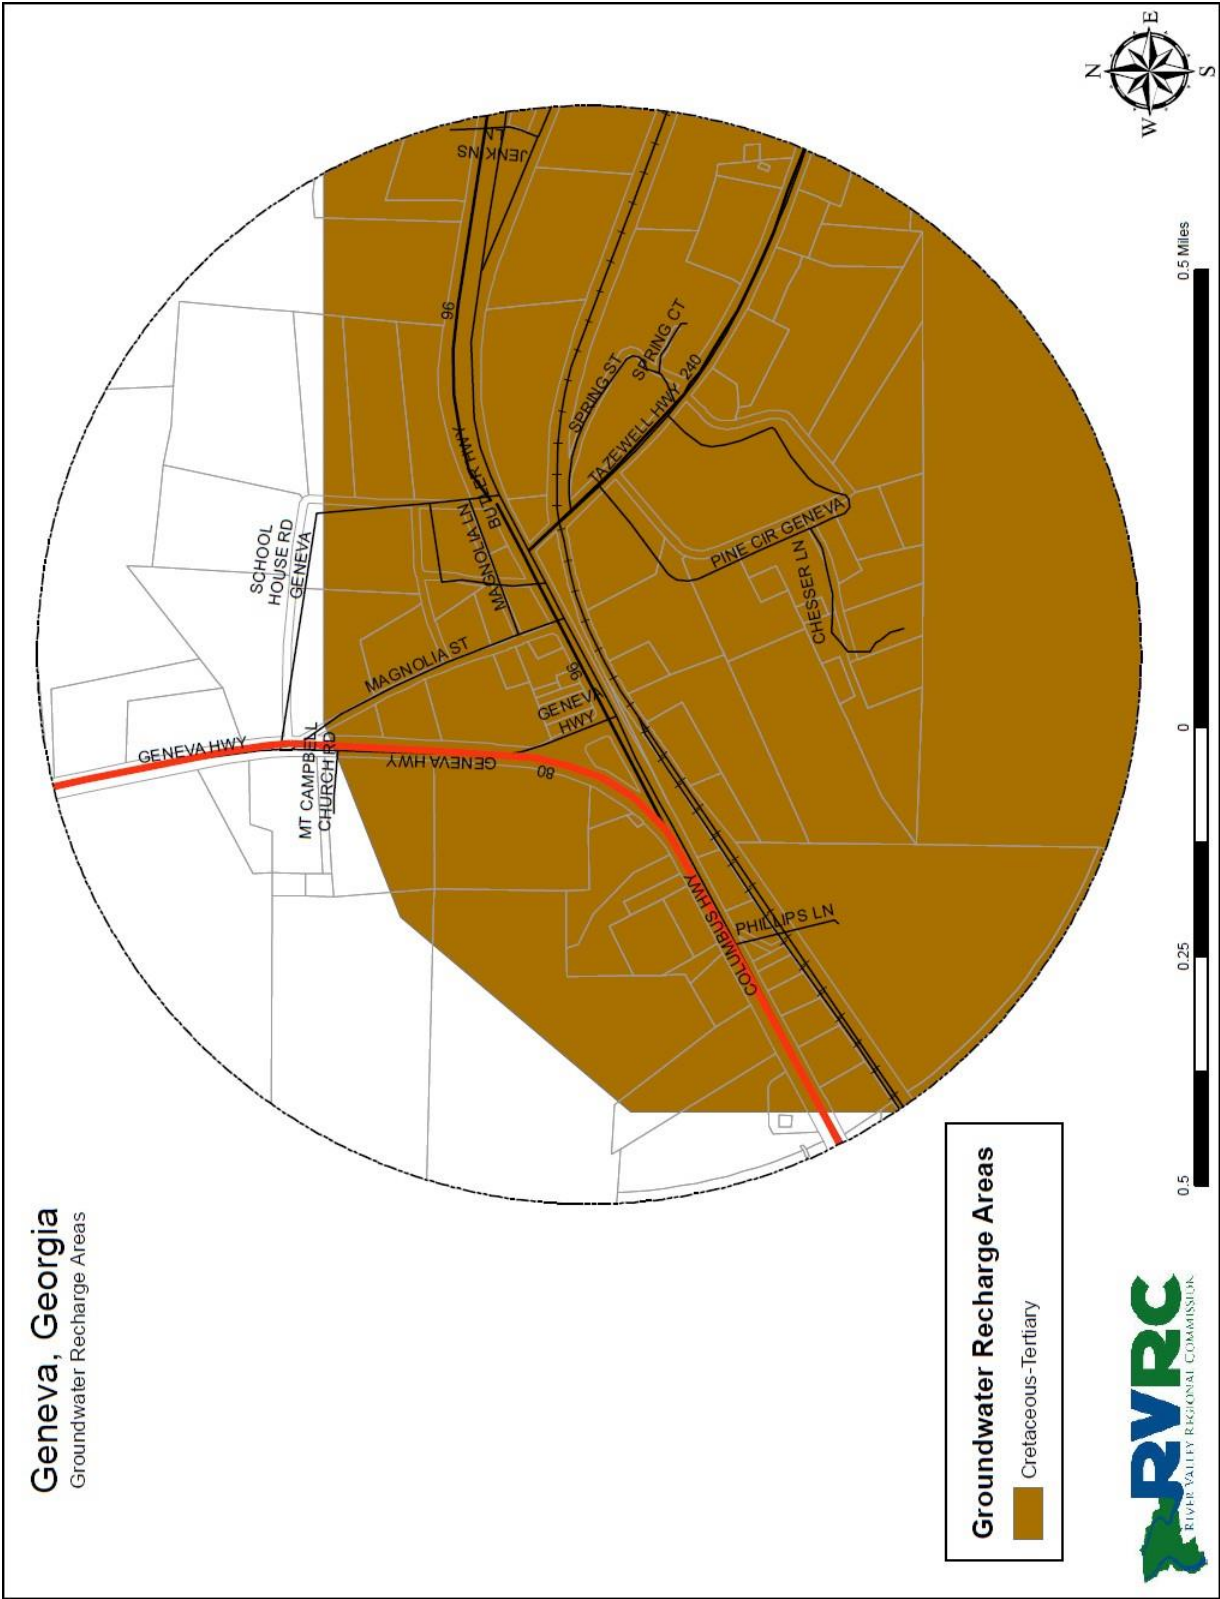 Geneva, Georgia
Groundwater Recharge Areas
GENEVA HWY
SCHOOL
HOUSE RD
GENEVA
MT CAMPBELL
CHURCH RD
MAGNOLIA ST
GENEVA HWY
80
GENEVA
HWY
96
MAGNOLIA LN
BUTLER HWY
96
JENKINS
LN
SPRING ST
SPRING CT
TAZEWELL HWY 240
PINE CIR GENEVA
CHESSER LN
COLUMBUS HWY
PHILLIPS LN
N
W
E
S
Groundwater Recharge Areas
Cretaceous-Tertiary
RVRC
RIVER VALLEY REGIONAL COMMISSION
0.5
0.25
0
0.5 Miles